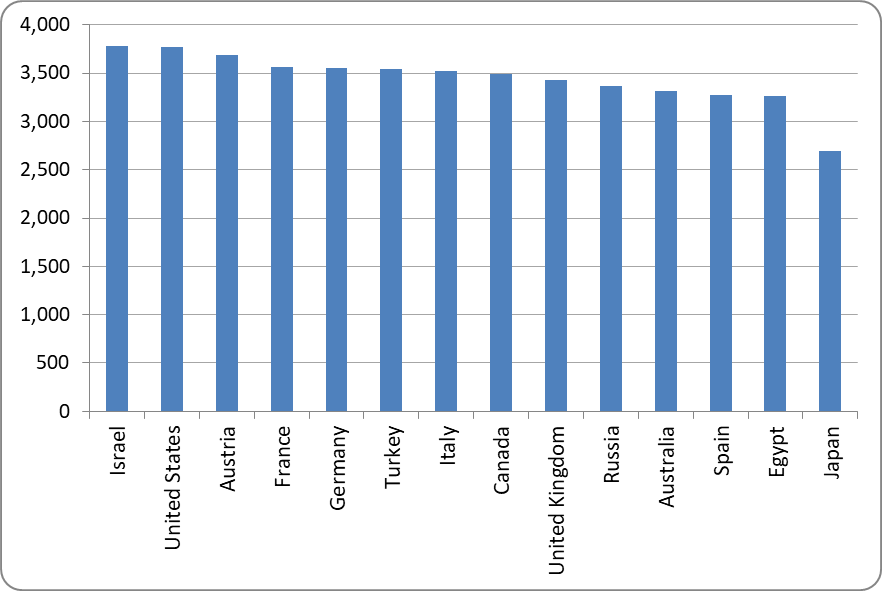 4,000
3,500
3,000
2,500
2,000
1,500
1,000
500
0
Israel
United States
Austria
France
Germany
Turkey
Italy
Canada
United Kingdom
Russia
Australia
Spain
Egypt
Japan